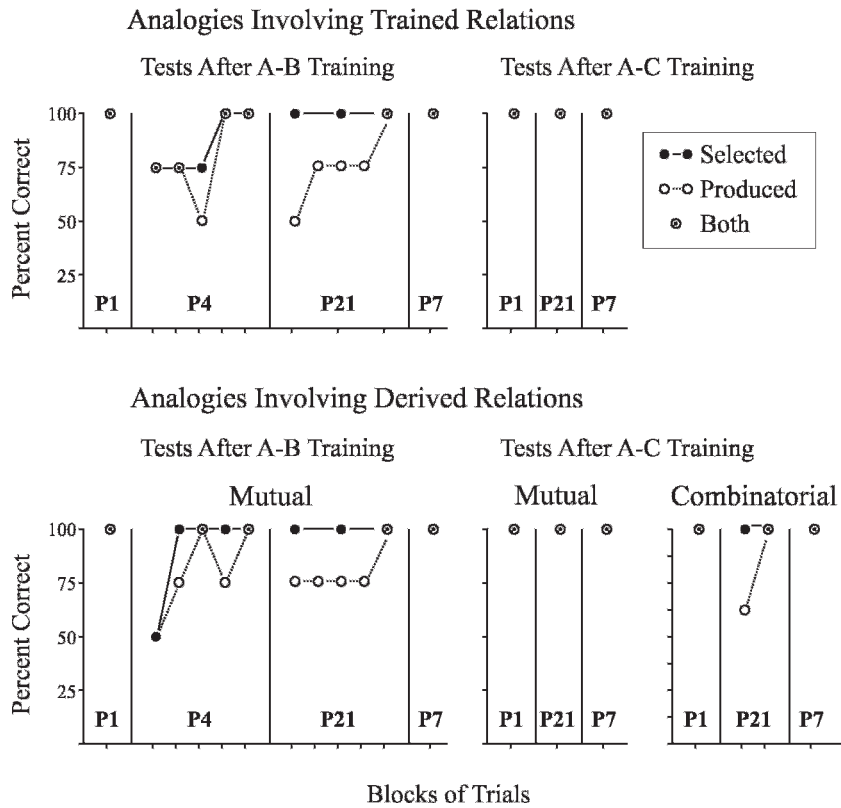 Analogies Involving Trained Relations
Tests After A-B Training
Tests After A-C Training
Percent Correct
100
75
50
25
P1
P4
P21
P7
P1
P21
P7
Selected
Produced
Both
Analogies Involving Derived Relations
Tests After A-B Training
Tests After A-C Training
Mutual
Mutual
Combinatorial
Percent Correct
100
75
50
25
P1
P4
P21
P7
P1
P21
P7
P1
P21
P7
Blocks of Trials